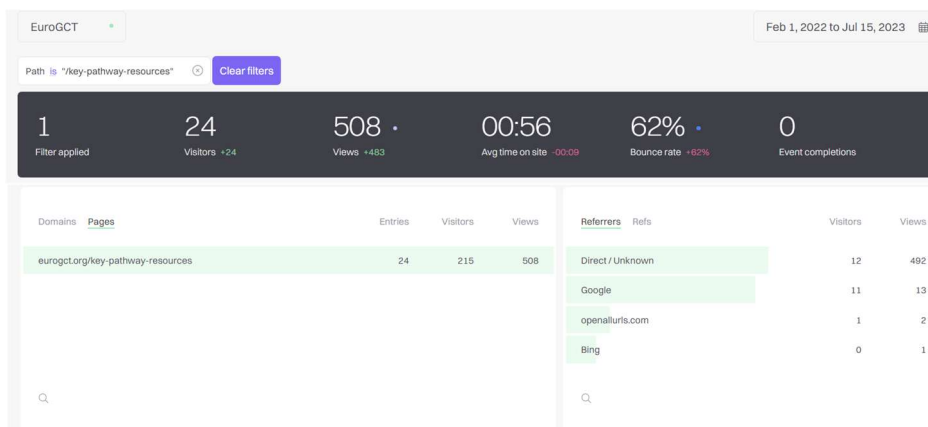 EuroGCT
Feb 1, 2022 to Jul 15, 2023
Path is "/key-pathway-resources"
Clear filters
1
Filter applied
24
Visitors +24
508
Views +483
00:56
Avg time on site -00:09
62%
Bounce rate +62%
0
Event completions
Domains Pages Entries Visitors Views
eurogct.org/key-pathway-resources 24 215 508
Referrers Refs Visitors Views
Direct / Unknown 12 492
Google 11 13
openallurls.com 1 2
Bing 0 1